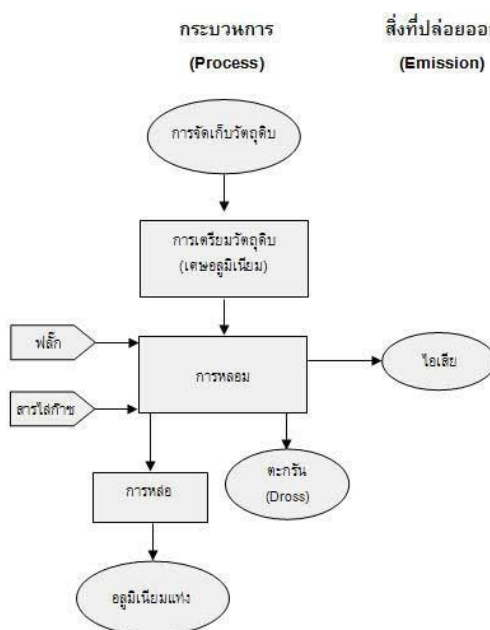 กระบวนการ
(Process)
สิ่งที่ปล่อยออ
(Emission)
การจัดเก็บวัตถุดิบ
การเตรียมวัตถุดิบ
(เศษอลูมิเนียม)
ฟลั๊ก
การหลอม
ไอเสีย
สารไล่ก๊าซ
ตะกรัน
(Dross)
การหล่อ
อลูมิเนียมแท่ง